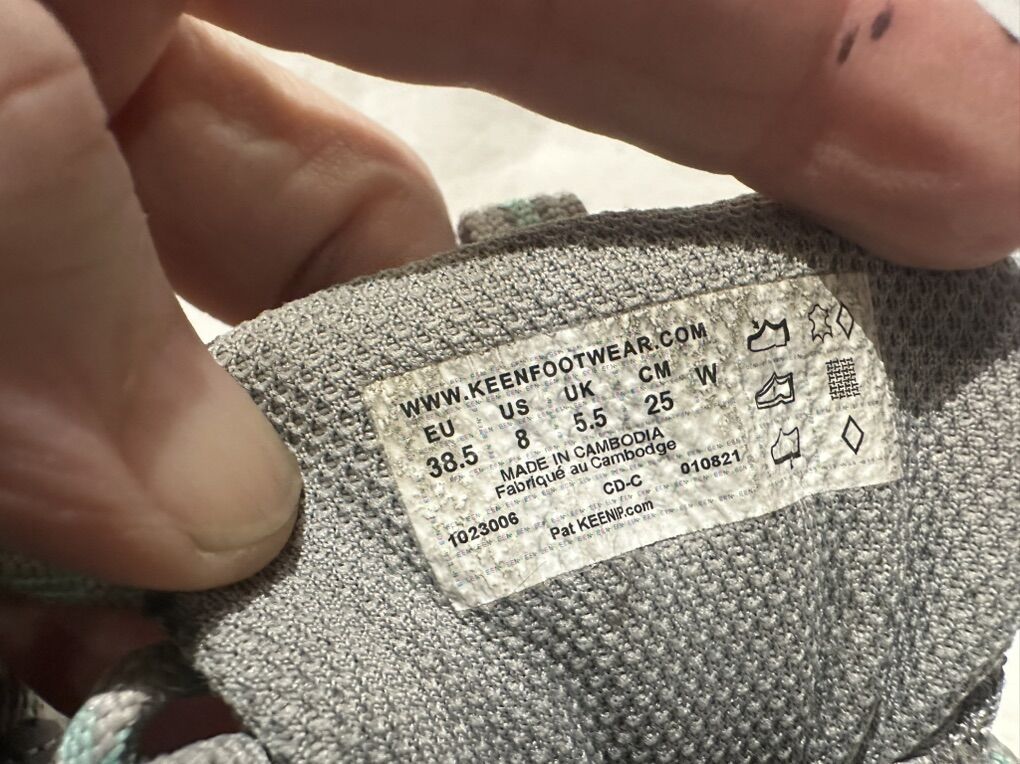 WWW.KEENFOOTWEAR.COM
EU US UK CM W
38.5 8 5.5 25
MADE IN CAMBODIA
Fabriqué au Cambodge
CD-C 010821
1023006 Pat KEENIP.com